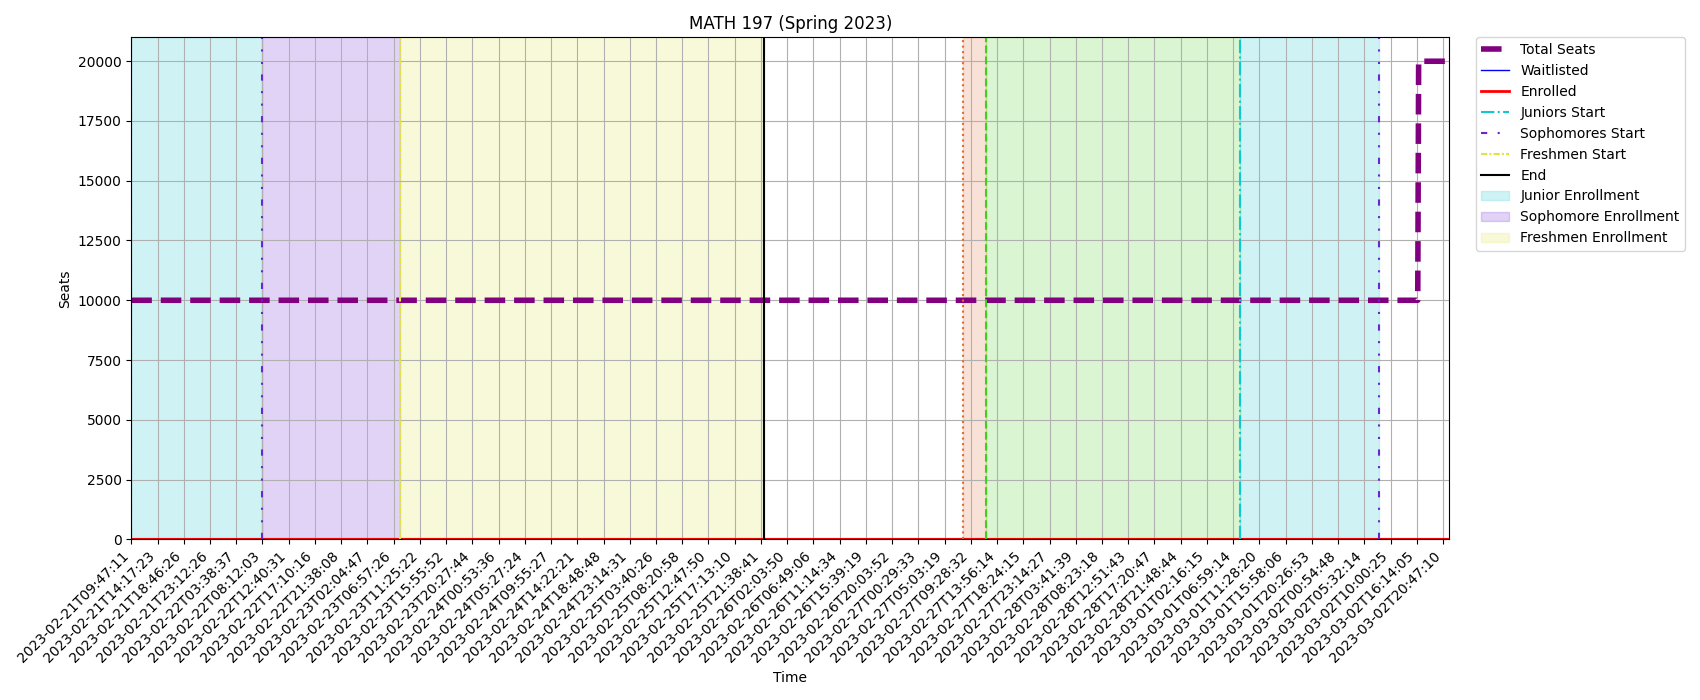 MATH 197 (Spring 2023)
20000
17500
15000
12500
10000
7500
5000
2500
0
Seats
2023-02-21T09:47:11
2023-02-21T14:17:23
2023-02-21T18:46:26
2023-02-21T23:12:26
2023-02-22T03:38:37
2023-02-22T08:12:03
2023-02-22T12:40:31
2023-02-22T17:10:16
2023-02-22T21:38:08
2023-02-23T02:04:47
2023-02-23T06:57:26
2023-02-23T11:25:22
2023-02-23T15:55:52
2023-02-23T20:27:44
2023-02-24T00:53:36
2023-02-24T05:27:24
2023-02-24T09:55:27
2023-02-24T14:22:21
2023-02-24T18:48:48
2023-02-24T23:14:31
2023-02-25T03:40:26
2023-02-25T08:20:58
2023-02-25T12:47:50
2023-02-25T17:13:10
2023-02-25T21:38:41
2023-02-26T02:03:50
2023-02-26T06:49:06
2023-02-26T11:14:34
2023-02-26T15:39:19
2023-02-26T20:03:52
2023-02-27T00:29:33
2023-02-27T05:03:19
2023-02-27T09:28:32
2023-02-27T13:56:14
2023-02-27T18:24:15
2023-02-27T23:14:27
2023-02-28T03:41:39
2023-02-28T08:23:18
2023-02-28T12:51:43
2023-02-28T17:20:47
2023-02-28T21:48:44
2023-03-01T02:16:15
2023-03-01T06:59:14
2023-03-01T11:28:20
2023-03-01T15:58:06
2023-03-01T20:26:53
2023-03-02T00:54:48
2023-03-02T05:32:14
2023-03-02T10:00:25
2023-03-02T16:14:05
2023-03-02T20:47:10
Time
Total Seats
Waitlisted
Enrolled
Juniors Start
Sophomores Start
Freshmen Start
End
Junior Enrollment
Sophomore Enrollment
Freshmen Enrollment